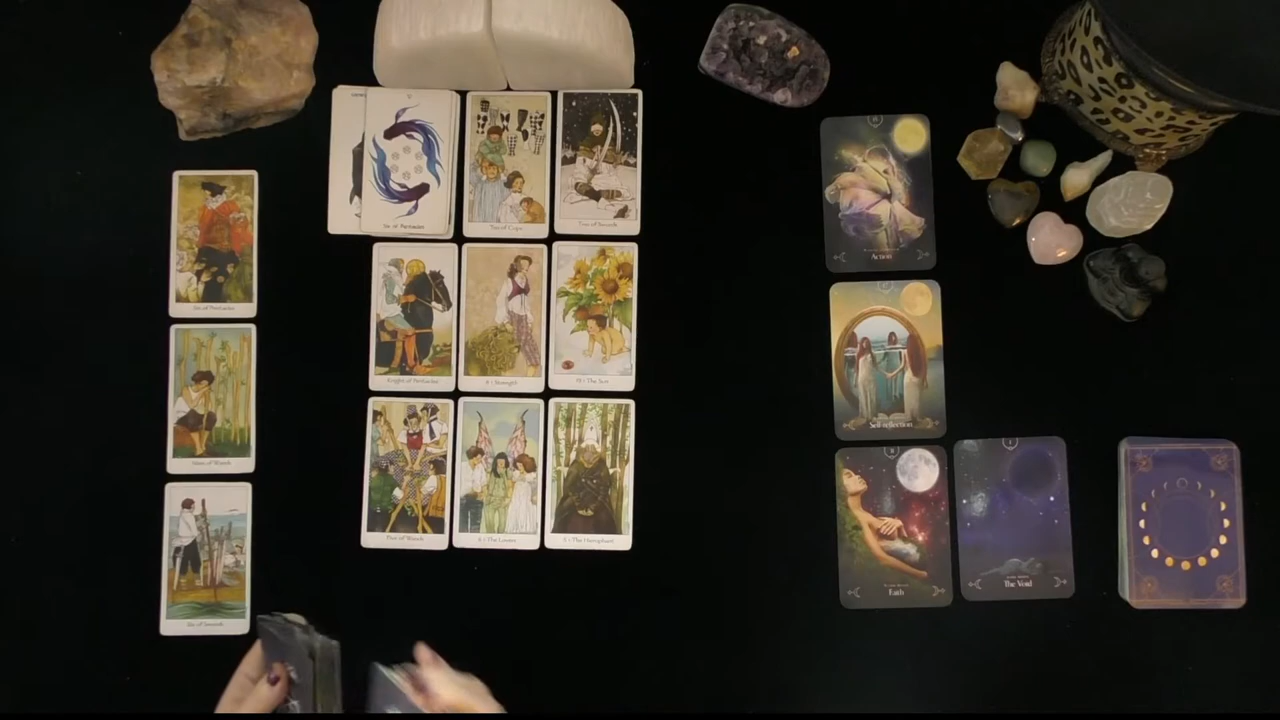 Six of Pentacles
Ten of Cups
Two of Swords
Six of Pentacles
Knight of Pentacles
8 | Strength
19 | The Sun
Nine of Wands
Six of Swords
Five of Wands
6 | The Lovers
5 | The Hierophant
Action
Self-reflection
Faith
The Void